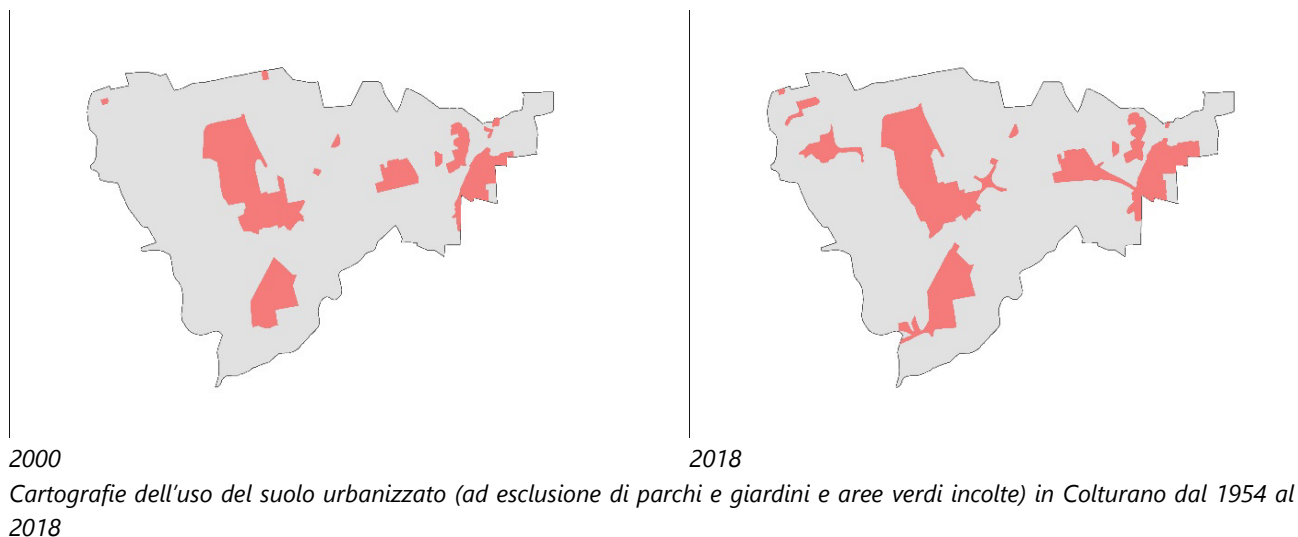 2000
2018
Cartografie dell’uso del suolo urbanizzato (ad esclusione di parchi e giardini e aree verdi incolte) in Colturano dal 1954 al
2018